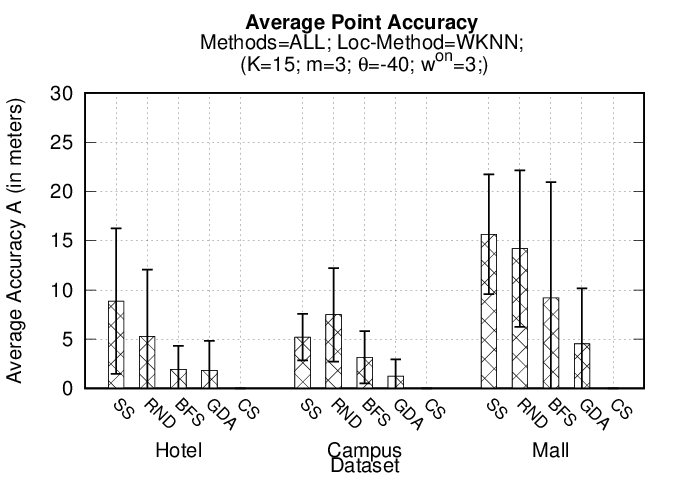 Average Point Accuracy
Methods=ALL; Loc-Method=WKNN;
(K=15; m=3; θ=-40; w^on=3;)
Average Accuracy A (in meters)
30
25
20
15
10
5
0
SS RND BFS GDA CS SS RND BFS GDA CS SS RND BFS GDA CS
Hotel Campus Mall
Dataset